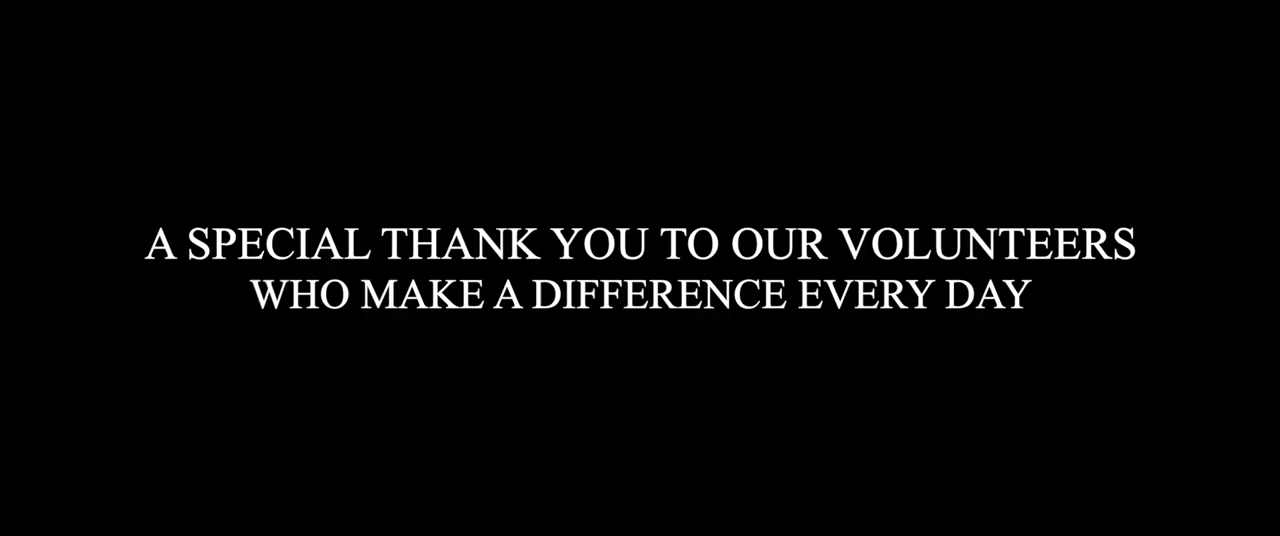 A SPECIAL THANK YOU TO OUR VOLUNTEERS
WHO MAKE A DIFFERENCE EVERY DAY